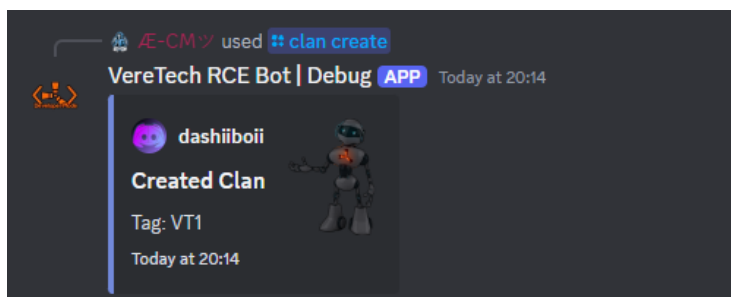 Æ-CMツ used clan create
VereTech RCE Bot | Debug APP Today at 20:14
dashiiboii
Created Clan
Tag: VT1
Today at 20:14